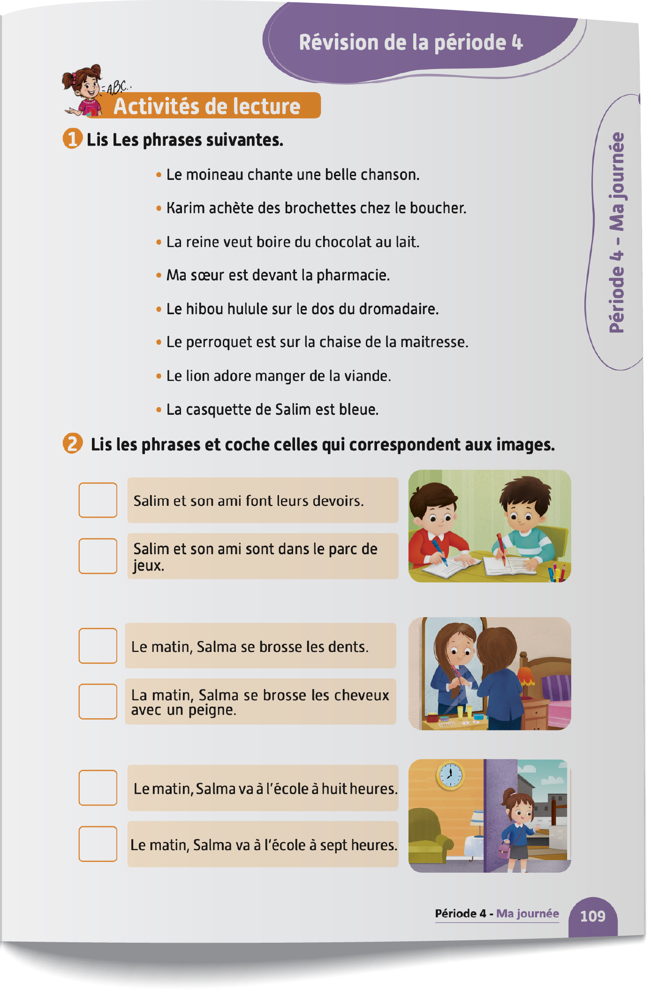 Révision de la période 4
A.B.C..
Activités de lecture
1 Lis Les phrases suivantes.
• Le moineau chante une belle chanson.
• Karim achète des brochettes chez le boucher.
• La reine veut boire du chocolat au lait.
• Ma sœur est devant la pharmacie.
• Le hibou hulule sur le dos du dromadaire.
• Le perroquet est sur la chaise de la maitresse.
• Le lion adore manger de la viande.
• La casquette de Salim est bleue.
Période 4 - Ma journée
2 Lis les phrases et coche celles qui correspondent aux images.
Salim et son ami font leurs devoirs.
Salim et son ami sont dans le parc de
jeux.
Le matin, Salma se brosse les dents.
La matin, Salma se brosse les cheveux
avec un peigne.
Le matin, Salma va à l'école à huit heures.
Le matin, Salma va à l'école à sept heures.
Période 4 - Ma journée
109